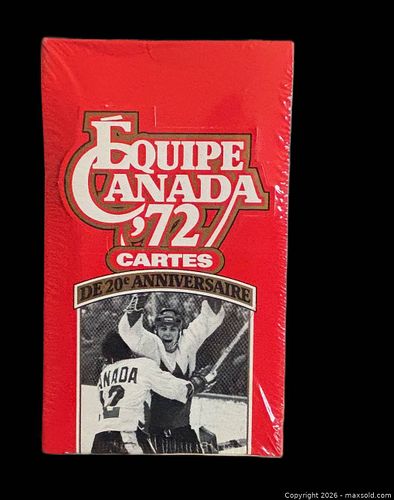 ÉQUIPE
CANADA
'72
CARTES
DE 20e ANNIVERSAIRE
ANADA
12
Copyright © 2026 - maxsold.com